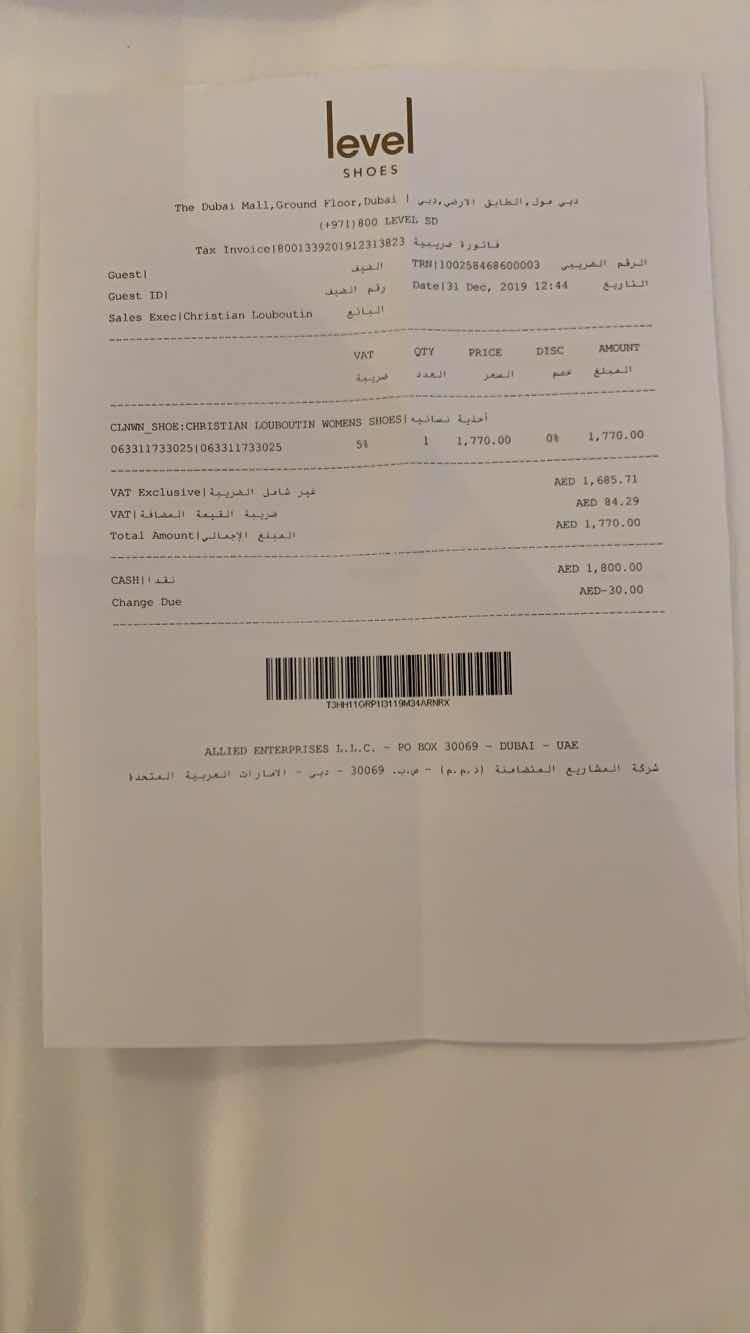 level
SHOES
The Dubai Mall,Ground Floor,Dubai | دبي مول,الطابق الارضي,دبي
(+971)800 LEVEL SD
Tax Invoice|8001339201912313823 فاتورة ضريبية
Guest| الضيف TRN|100258468600003 الرقم الضريبي
Guest ID| رقم الضيف Date|31 Dec, 2019 12:44 التاريخ
Sales Exec|Christian Louboutin البائع
VAT QTY PRICE DISC AMOUNT
ضريبة العدد السعر خصم المبلغ
CLNWN_SHOE:CHRISTIAN LOUBOUTIN WOMENS SHOES|أحذية نسائيه
063311733025|063311733025 5% 1 1,770.00 0% 1,770.00
VAT Exclusive|غير شامل الضريبة AED 1,685.71
VAT|ضريبة القيمة المضافة AED 84.29
Total Amount|المبلغ الإجمالي AED 1,770.00
CASH||نقدا AED 1,800.00
Change Due AED-30.00
T3HH11ORP1I3119M34ARNRX
ALLIED ENTERPRISES L.L.C. - PO BOX 30069 - DUBAI - UAE
شركة المشاريع المتضامنة (ذ.م.م) - ص.ب. 30069 - دبي - الامارات العربية المتحدة